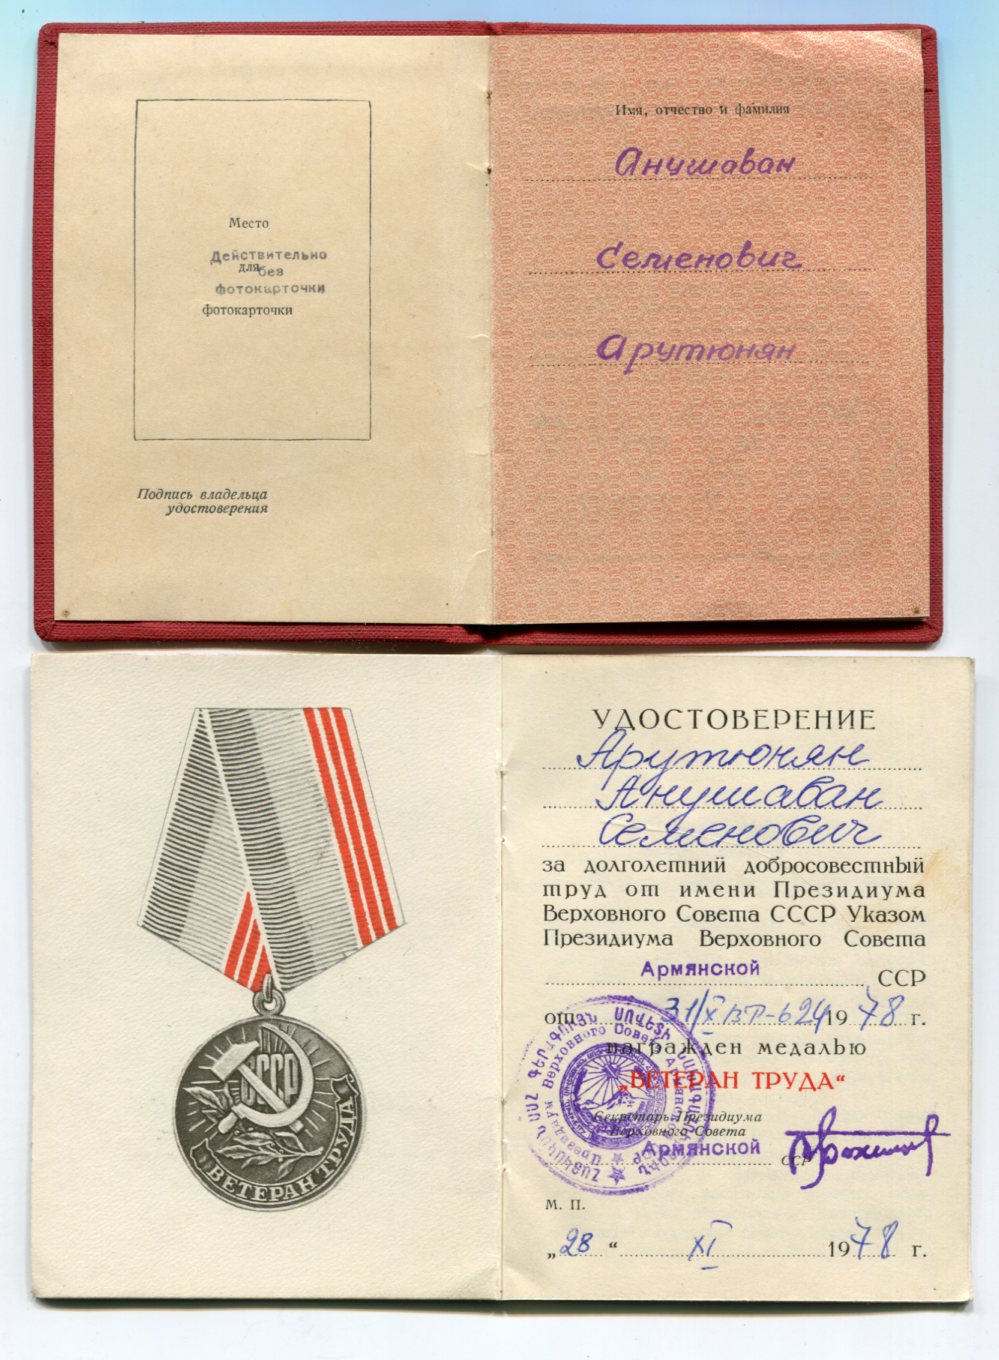 Место
Действительно
для без
фотокарточки
фотокарточки
Подпись владельца
удостоверения
Имя, отчество и фамилия
Анушаван
Семенович
Арутюнян
СССР
ВЕТЕРАН ТРУДА
УДОСТОВЕРЕНИЕ
Арутюнян
Анушаван
Семенович
за долголетний добросовестный
труд от имени Президиума
Верховного Совета СССР Указом
Президиума Верховного Совета
Армянской ССР
от 31/X ВП-624 1978 г.
награжден медалью
„ВЕТЕРАН ТРУДА“
Секретарь Президиума
Верховного Совета
Армянской ССР
М. П.
„28“ XI 1978 г.